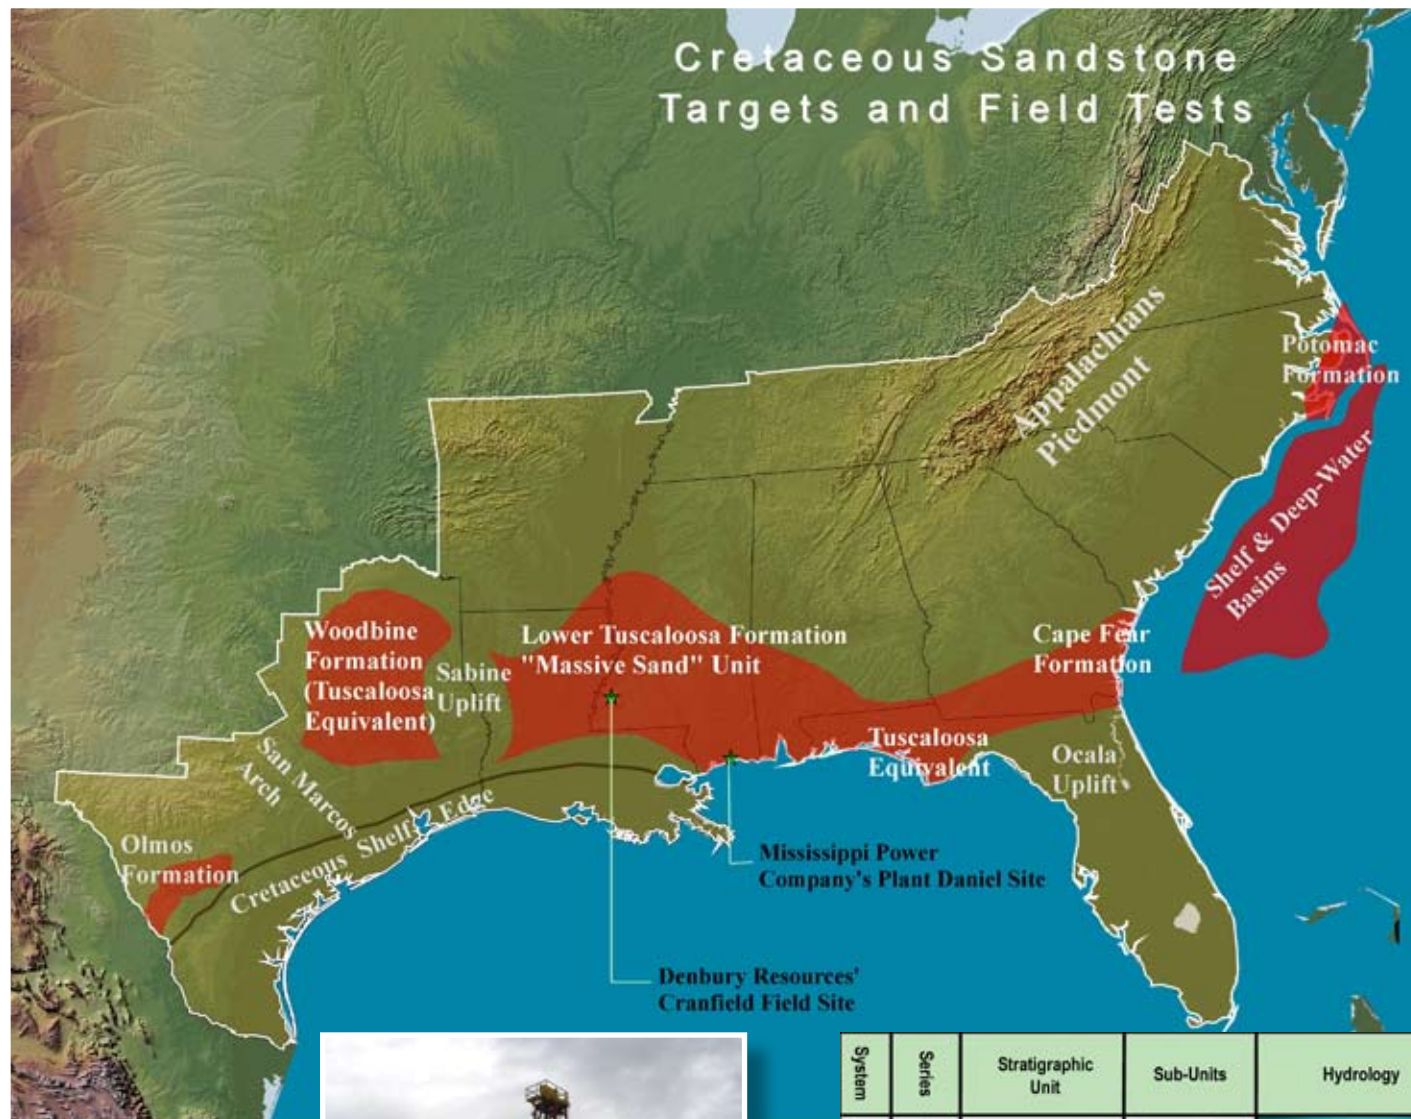 Cretaceous Sandstone
Targets and Field Tests
Appalachians
Piedmont
Potomac
Formation
Shelf & Deep-Water
Basins
Woodbine
Formation
(Tuscaloosa
Equivalent)
Sabine
Uplift
Lower Tuscaloosa Formation
"Massive Sand" Unit
Cape Fear
Formation
Tuscaloosa
Equivalent
Ocala
Uplift
San Marcos
Arch
Cretaceous Shelf Edge
Olmos
Formation
Mississippi Power
Company's Plant Daniel Site
Denbury Resources'
Cranfield Field Site
System
Series
Stratigraphic
Unit
Sub-Units
Hydrology